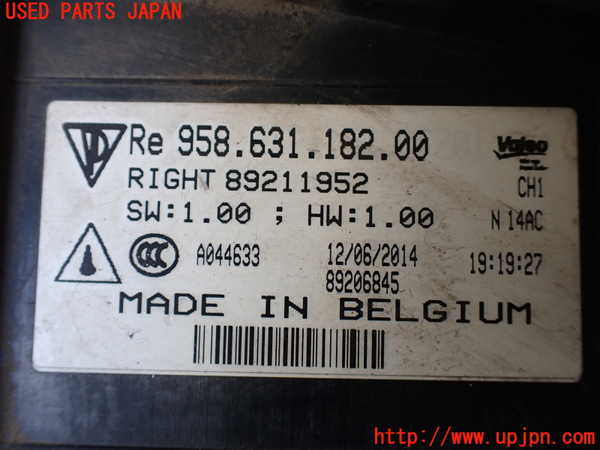 USED PARTS JAPAN
Re 958.631.182.00
Valeo
RIGHT 89211952
CH1
SW:1.00 ; HW:1.00
N 14AC
CCC
A044633
12/06/2014
19:19:27
89206845
MADE IN BELGIUM
http://www.upjpn.com